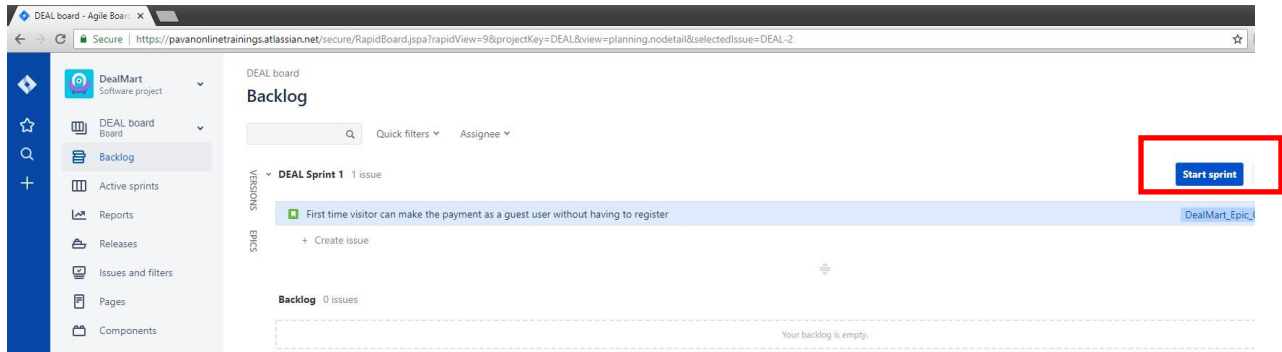 DEAL board - Agile Boar
Secure | https://pavanonlinetrainings.atlassian.net/secure/RapidBoard.jspa?rapidView=9&projectKey=DEAL&view=planning.nodetail&selectedIssue=DEAL-2
DealMart
Software project
DEAL board
Board
Backlog
Active sprints
Reports
Releases
Issues and filters
Pages
Components
DEAL board
Backlog
Quick filters Assignee
VERSIONS
EPICS
DEAL Sprint 1 1 issue Start sprint
First time visitor can make the payment as a guest user without having to register DealMart_Epic_
+ Create issue
Backlog 0 issues
Your backlog is empty.